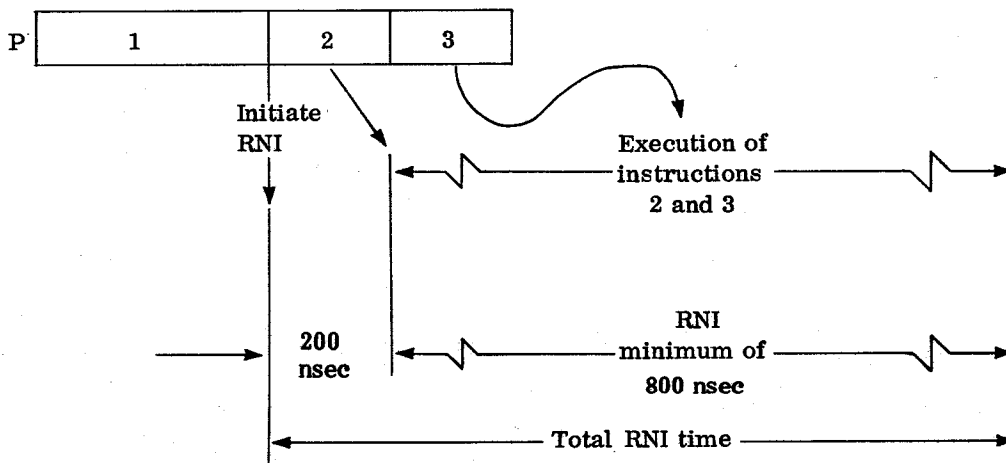 P 1 2 3
Initiate
RNI
Execution of
instructions
2 and 3
200
nsec
RNI
minimum of
800 nsec
Total RNI time